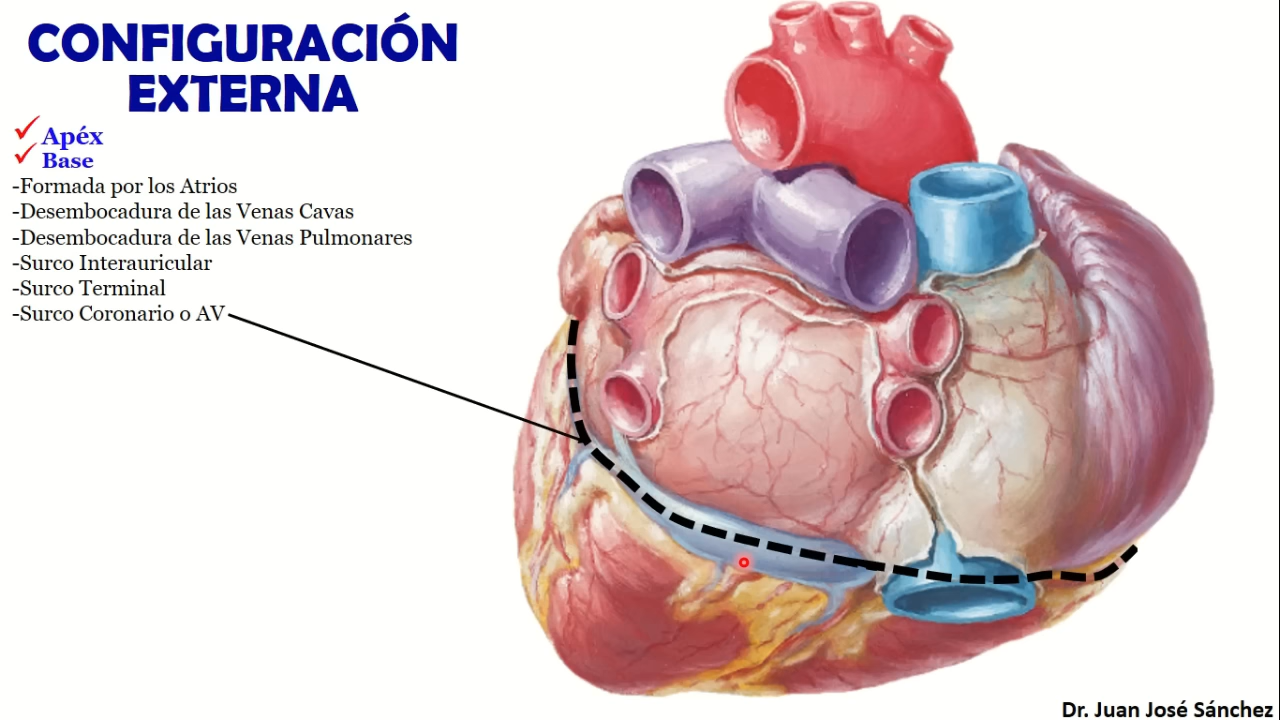 CONFIGURACIÓN
EXTERNA
Apéx
Base
-Formada por los Atrios
-Desembocadura de las Venas Cavas
-Desembocadura de las Venas Pulmonares
-Surco Interauricular
-Surco Terminal
-Surco Coronario o AV
Dr. Juan José Sánchez